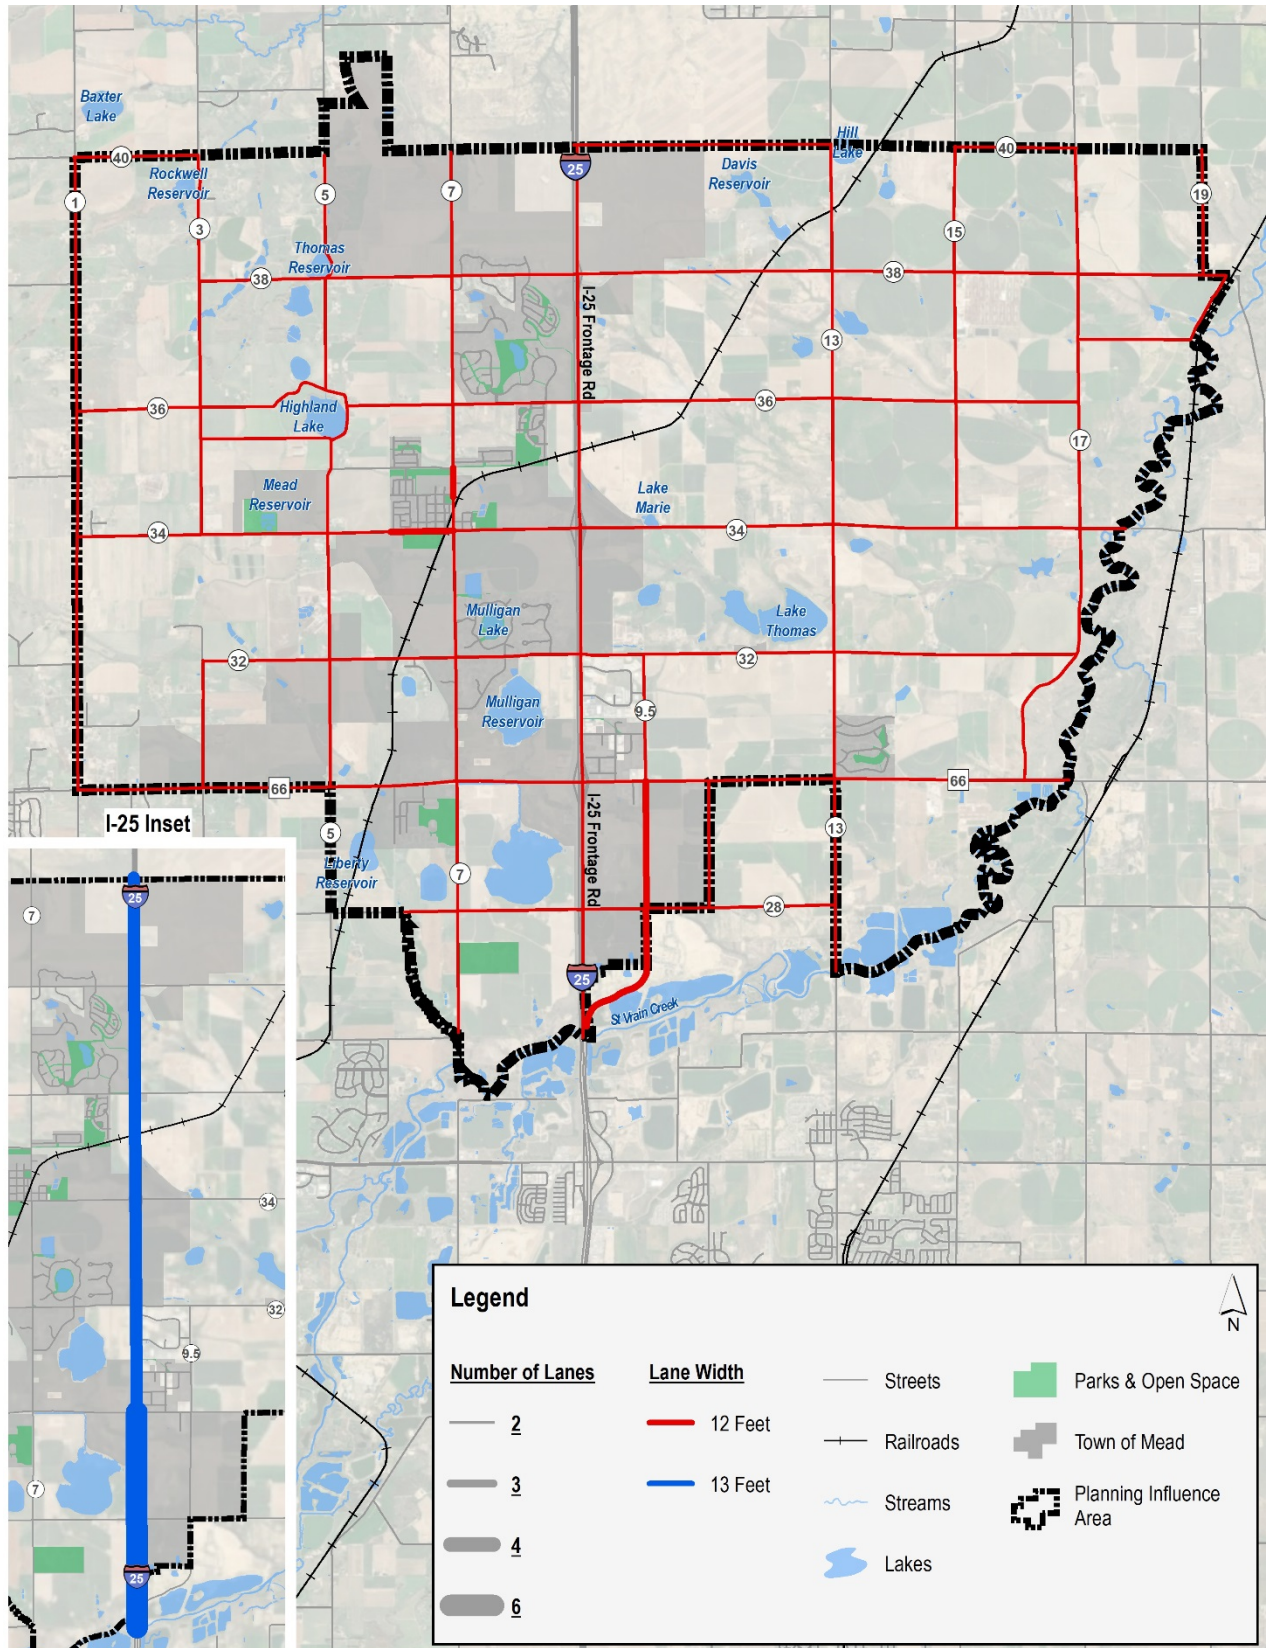 Baxter
Lake
40
Rockwell
Reservoir
1
3
5
7
25
Davis
Reservoir
Hill
Lake
40
15
19
Thomas
Reservoir
38
38
I-25 Frontage Rd
13
36
Highland
Lake
36
17
Mead
Reservoir
Lake
Marie
34
34
Mulligan
Lake
Lake
Thomas
32
32
Mulligan
Reservoir
9.5
66
66
I-25 Inset
5
I-25 Frontage Rd
13
Liberty
Reservoir
7
28
25
St Vrain Creek
25
7
34
32
9.5
7
25
Legend
N
Number of Lanes
Lane Width
2
3
4
6
12 Feet
13 Feet
Streets
Railroads
Streams
Lakes
Parks & Open Space
Town of Mead
Planning Influence
Area